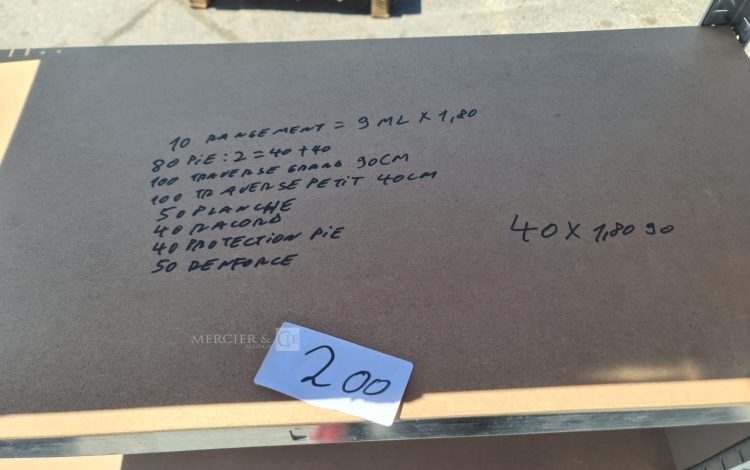 10 RANGEMENT = 9 ML X 1,80
80 PiE : 2 = 40 + 40
100 TRAVERSE GRAND 90CM
100 TRAVERSE PETIT 40CM
50 PLANCHE
40 RACORD
40 PROTECTION PiE
50 RENFORCE
40 X 1,80 90
MERCIER & CIE
200